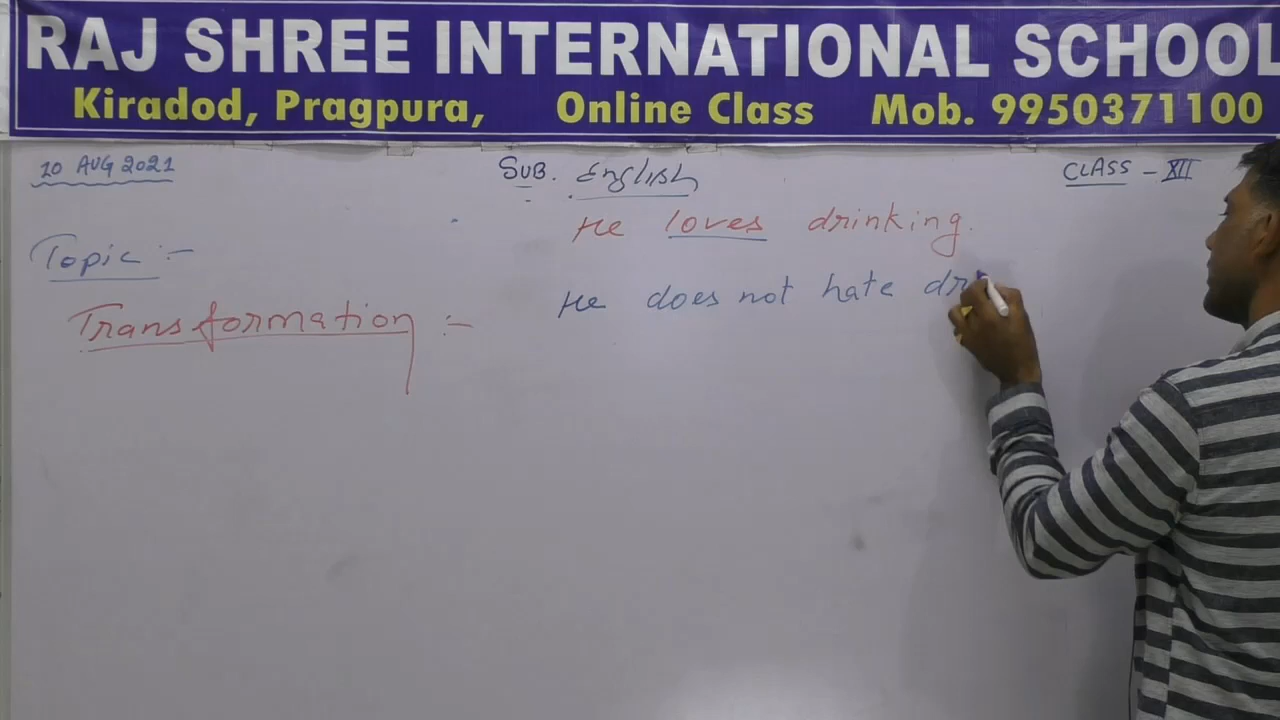 RAJ SHREE INTERNATIONAL SCHOOL
Kiradod, Pragpura, Online Class Mob. 9950371100
10 AUG 2021 SUB. English CLASS - XII
He loves drinking.
Topic :-
He does not hate dr
Transformation :-